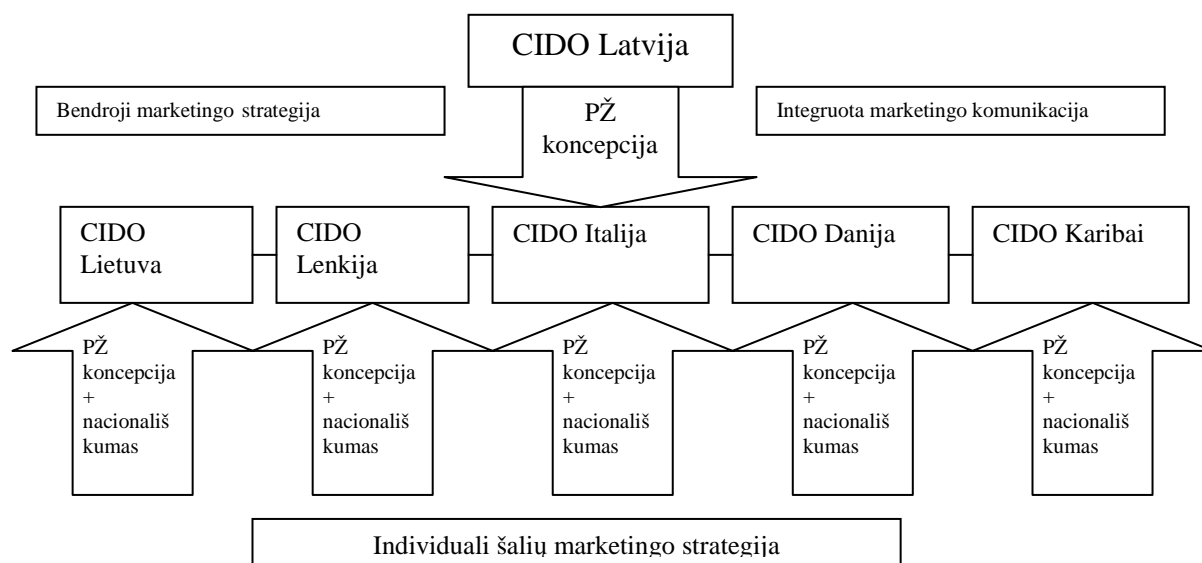 CIDO Latvija
Bendroji marketingo strategija
PŽ
koncepcija
Integruota marketingo komunikacija
CIDO
Lietuva
CIDO
Lenkija
CIDO Italija
CIDO Danija
CIDO Karibai
PŽ
koncepcija
+
nacionališ
kumas
PŽ
koncepcija
+
nacionališ
kumas
PŽ
koncepcija
+
nacionališ
kumas
PŽ
koncepcija
+
nacionališ
kumas
PŽ
koncepcija
+
nacionališ
kumas
Individuali šalių marketingo strategija